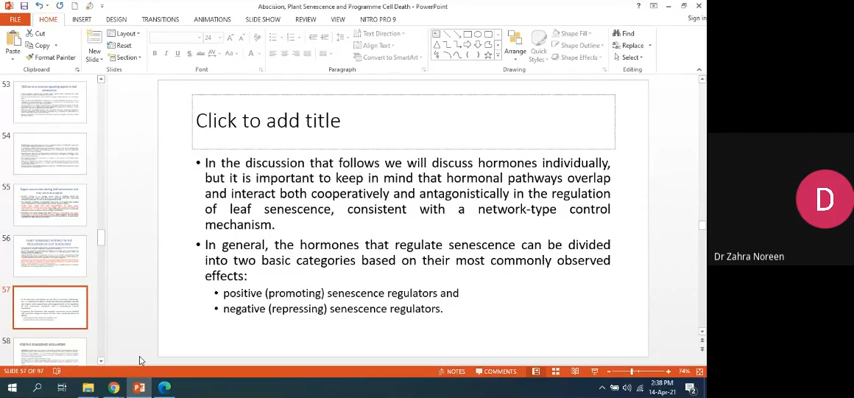 Abscission, Plant Senescence and Programme Cell Death - PowerPoint
Sign in
FILE HOME INSERT DESIGN TRANSITIONS ANIMATIONS SLIDE SHOW REVIEW VIEW NITRO PRO 9
Paste
Cut
Copy
Format Painter
Clipboard
New Slide
Layout
Reset
Section
Slides
Font
Text Direction
Align Text
Convert to SmartArt
Paragraph
Arrange
Quick Styles
Shape Fill
Shape Outline
Shape Effects
Drawing
Find
Replace
Select
Editing
53
54
55
56
57
58
Click to add title
• In the discussion that follows we will discuss hormones individually,
but it is important to keep in mind that hormonal pathways overlap
and interact both cooperatively and antagonistically in the regulation
of leaf senescence, consistent with a network-type control
mechanism.
• In general, the hormones that regulate senescence can be divided
into two basic categories based on their most commonly observed
effects:
• positive (promoting) senescence regulators and
• negative (repressing) senescence regulators.
D
Dr Zahra Noreen
SLIDE 57 OF 97
NOTES
COMMENTS
74%
2:38 PM
14-Apr-21